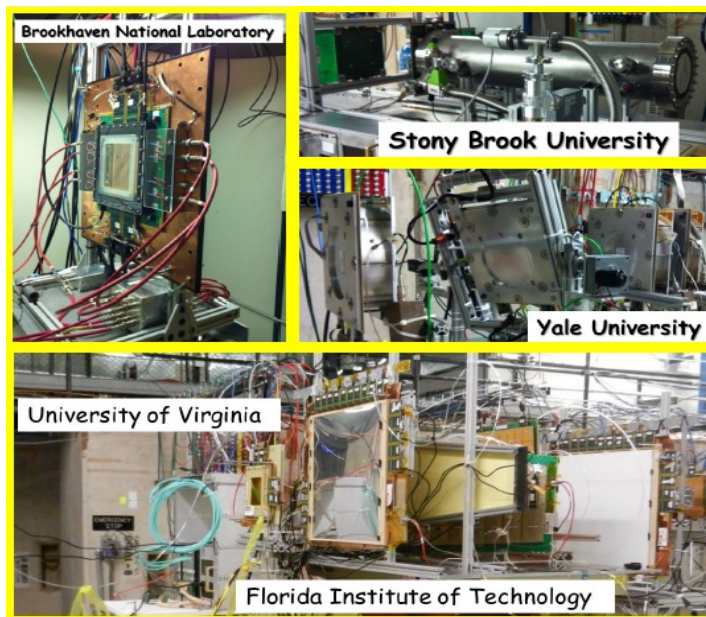 Brookhaven National Laboratory
Stony Brook University
Yale University
University of Virginia
EMERGENCY
STOP
Florida Institute of Technology